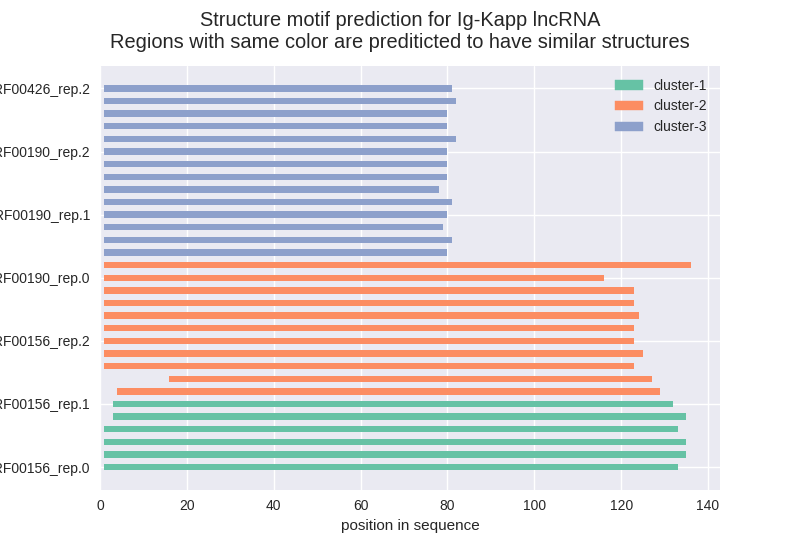 Structure motif prediction for Ig-Kapp lncRNA
Regions with same color are prediticted to have similar structures
RF00426_rep.2
RF00190_rep.2
RF00190_rep.1
RF00190_rep.0
RF00156_rep.2
RF00156_rep.1
RF00156_rep.0
cluster-1
cluster-2
cluster-3
0 20 40 60 80 100 120 140
position in sequence